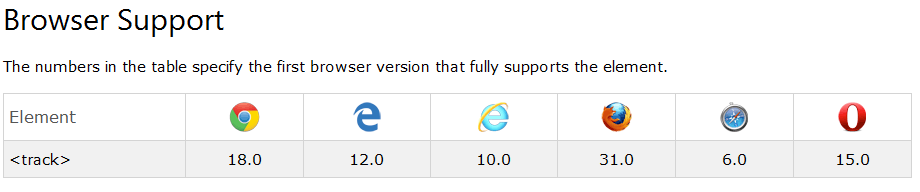 Browser Support
The numbers in the table specify the first browser version that fully supports the element.
Element
<track> 18.0 12.0 10.0 31.0 6.0 15.0